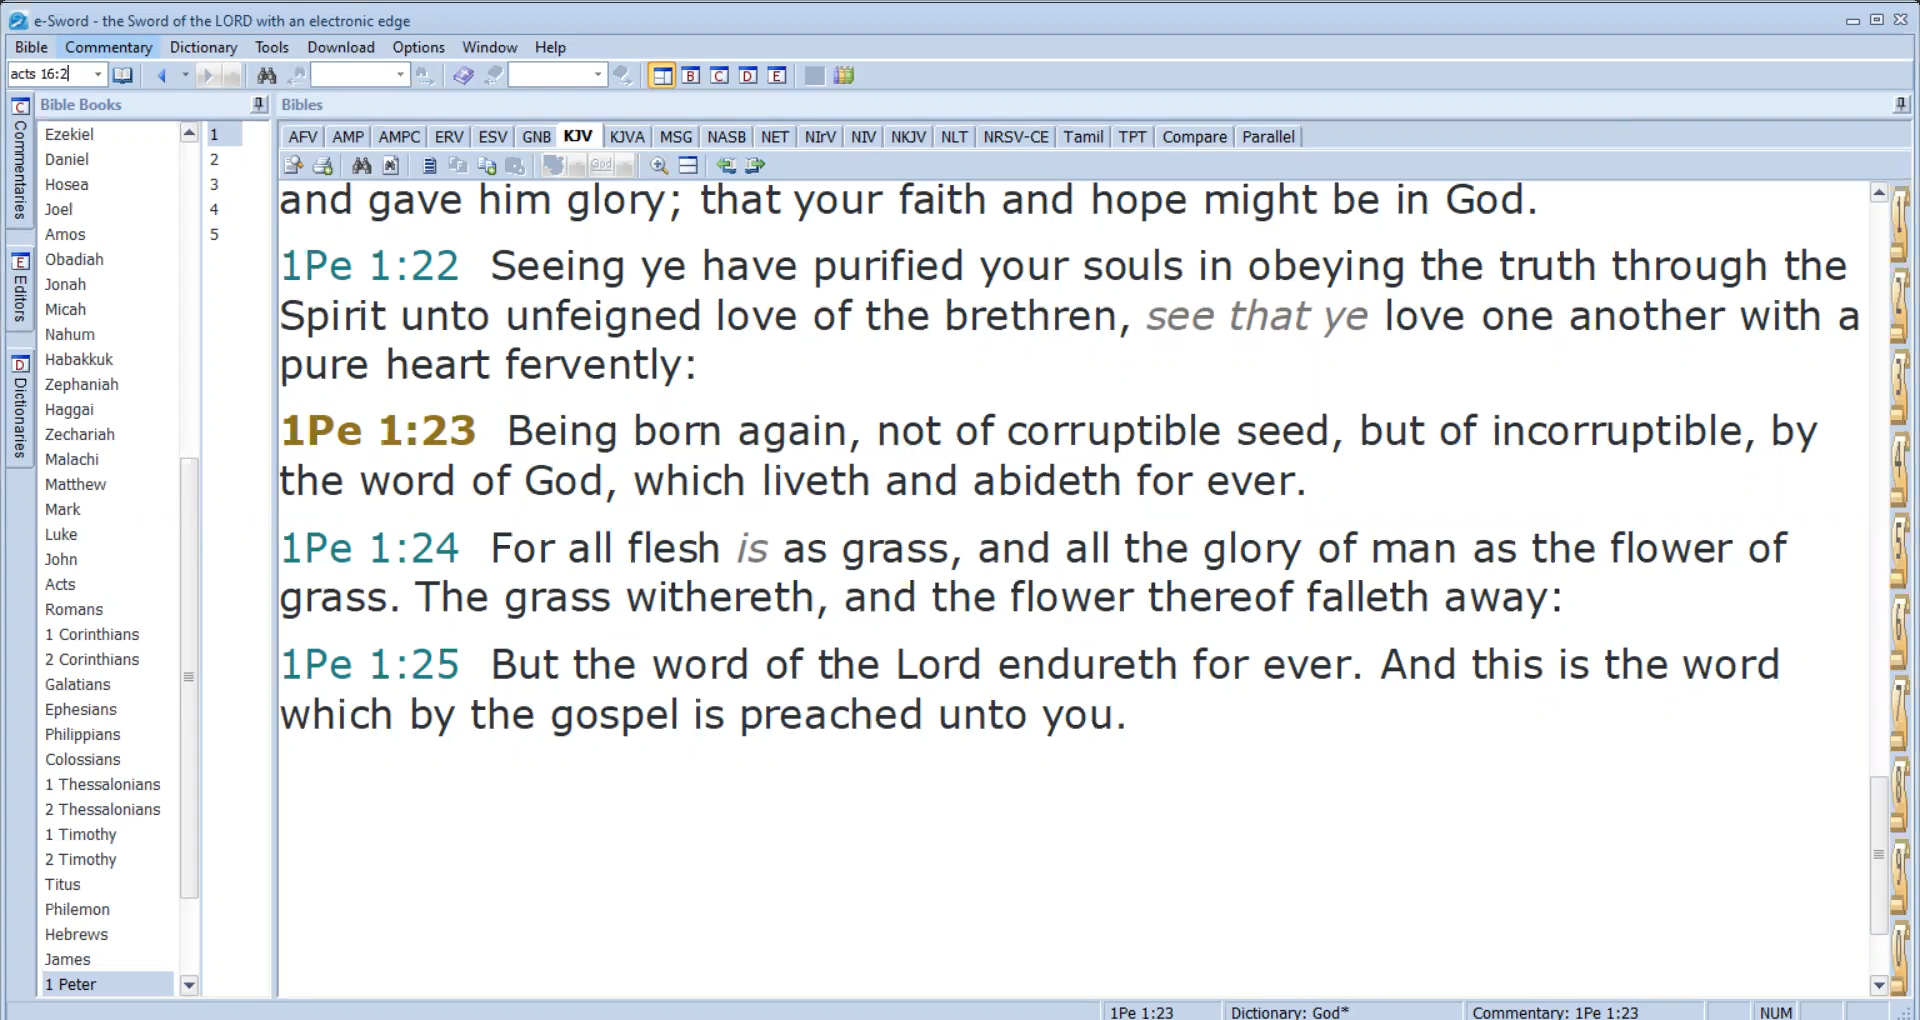 e-Sword - the Sword of the LORD with an electronic edge
Bible Commentary Dictionary Tools Download Options Window Help
acts 16:2
B C D E
Bible Books
Bibles
C Commentaries
E Editors
D Dictionaries
Ezekiel
Daniel
Hosea
Joel
Amos
Obadiah
Jonah
Micah
Nahum
Habakkuk
Zephaniah
Haggai
Zechariah
Malachi
Matthew
Mark
Luke
John
Acts
Romans
1 Corinthians
2 Corinthians
Galatians
Ephesians
Philippians
Colossians
1 Thessalonians
2 Thessalonians
1 Timothy
2 Timothy
Titus
Philemon
Hebrews
James
1 Peter
1
2
3
4
5
AFV AMP AMPC ERV ESV GNB KJV KJVA MSG NASB NET NIrV NIV NKJV NLT NRSV-CE Tamil TPT Compare Parallel
God
and gave him glory; that your faith and hope might be in God.
1Pe 1:22 Seeing ye have purified your souls in obeying the truth through the
Spirit unto unfeigned love of the brethren, see that ye love one another with a
pure heart fervently:
1Pe 1:23 Being born again, not of corruptible seed, but of incorruptible, by
the word of God, which liveth and abideth for ever.
1Pe 1:24 For all flesh is as grass, and all the glory of man as the flower of
grass. The grass withereth, and the flower thereof falleth away:
1Pe 1:25 But the word of the Lord endureth for ever. And this is the word
which by the gospel is preached unto you.
1
2
3
4
5
6
7
8
9
0
1Pe 1:23 Dictionary: God* Commentary: 1Pe 1:23 NUM